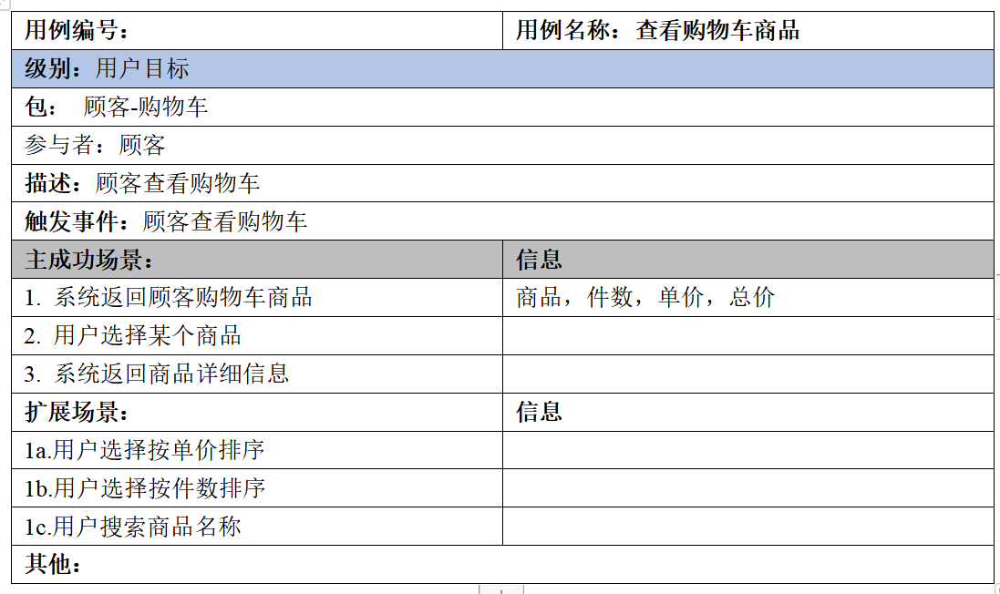 用例编号： 用例名称：查看购物车商品
级别：用户目标
包： 顾客-购物车
参与者：顾客
描述：顾客查看购物车
触发事件：顾客查看购物车
主成功场景： 信息
1. 系统返回顾客购物车商品 商品，件数，单价，总价
2. 用户选择某个商品
3. 系统返回商品详细信息
扩展场景： 信息
1a.用户选择按单价排序
1b.用户选择按件数排序
1c.用户搜索商品名称
其他：